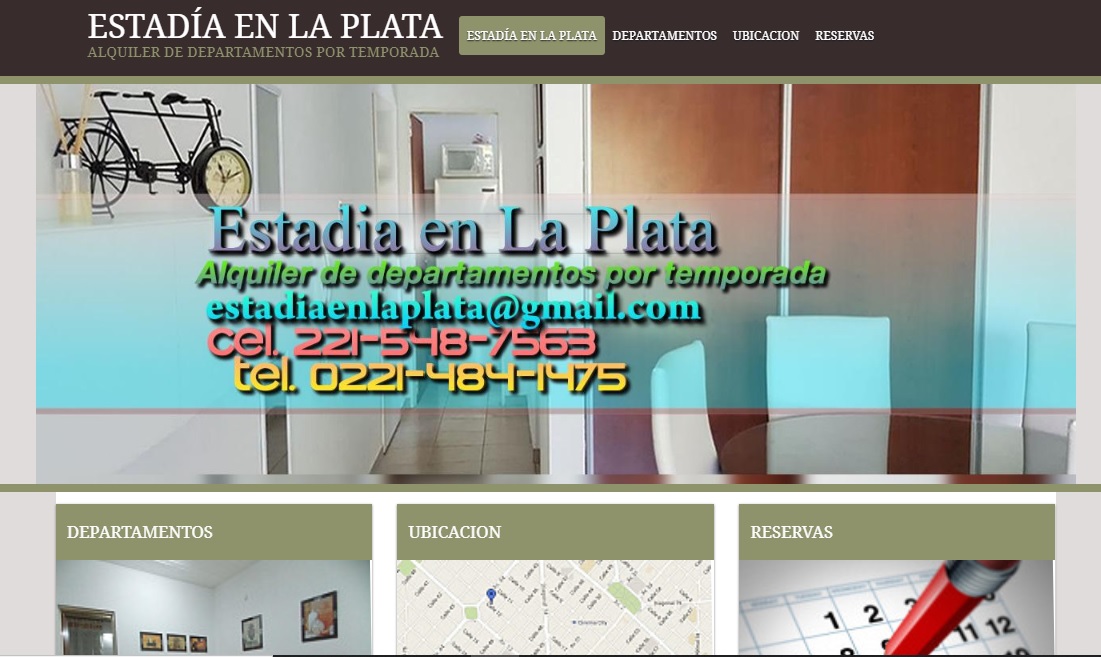 ESTADÍA EN LA PLATA
ALQUILER DE DEPARTAMENTOS POR TEMPORADA
ESTADÍA EN LA PLATA DEPARTAMENTOS UBICACION RESERVAS
Estadia en La Plata
Alquiler de departamentos por temporada
estadiaenlaplata@gmail.com
cel. 221-548-7563
tel. 0221-484-1475
DEPARTAMENTOS
UBICACION
RESERVAS
1 2
11 12